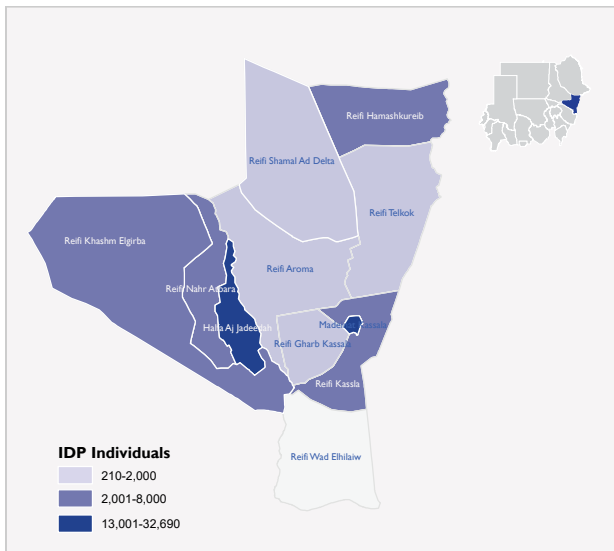 Reifi Hamashkureib
Reifi Shamal Ad Delta
Reifi Telkok
Reifi Khashm Elgirba
Reifi Aroma
Reifi Nahr Atbara
Madeinat Kassala
Halfa Aj Jadeedah
Reifi Gharb Kassala
Reifi Kassla
Reifi Wad Elhilaiw
IDP Individuals
210-2,000
2,001-8,000
13,001-32,690